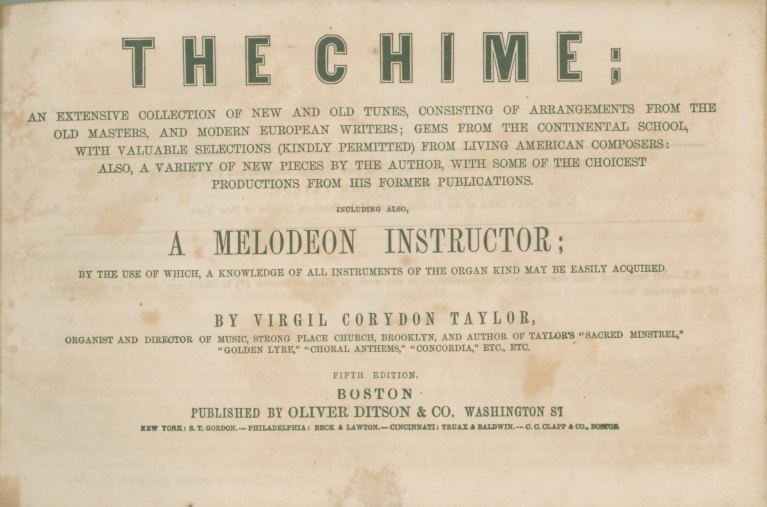 THE CHIME;
AN EXTENSIVE COLLECTION OF NEW AND OLD TUNES, CONSISTING OF ARRANGEMENTS FROM THE
OLD MASTERS, AND MODERN EUROPEAN WRITERS; GEMS FROM THE CONTINENTAL SCHOOL,
WITH VALUABLE SELECTIONS (KINDLY PERMITTED) FROM LIVING AMERICAN COMPOSERS:
ALSO, A VARIETY OF NEW PIECES BY THE AUTHOR, WITH SOME OF THE CHOICEST
PRODUCTIONS FROM HIS FORMER PUBLICATIONS.
INCLUDING ALSO,
A MELODEON INSTRUCTOR;
BY THE USE OF WHICH, A KNOWLEDGE OF ALL INSTRUMENTS OF THE ORGAN KIND MAY BE EASILY ACQUIRED.
BY VIRGIL CORYDON TAYLOR,
ORGANIST AND DIRECTOR OF MUSIC, STRONG PLACE CHURCH, BROOKLYN, AND AUTHOR OF TAYLOR'S "SACRED MINSTREL,"
"GOLDEN LYRE," "CHORAL ANTHEMS," "CONCORDIA," ETC., ETC.
FIFTH EDITION.
BOSTON
PUBLISHED BY OLIVER DITSON & CO. WASHINGTON ST
NEW YORK: S. T. GORDON.—PHILADELPHIA: BECK & LAWTON.—CINCINNATI: TRUAX & BALDWIN.—C. C. CLAPP & CO., BOSTON